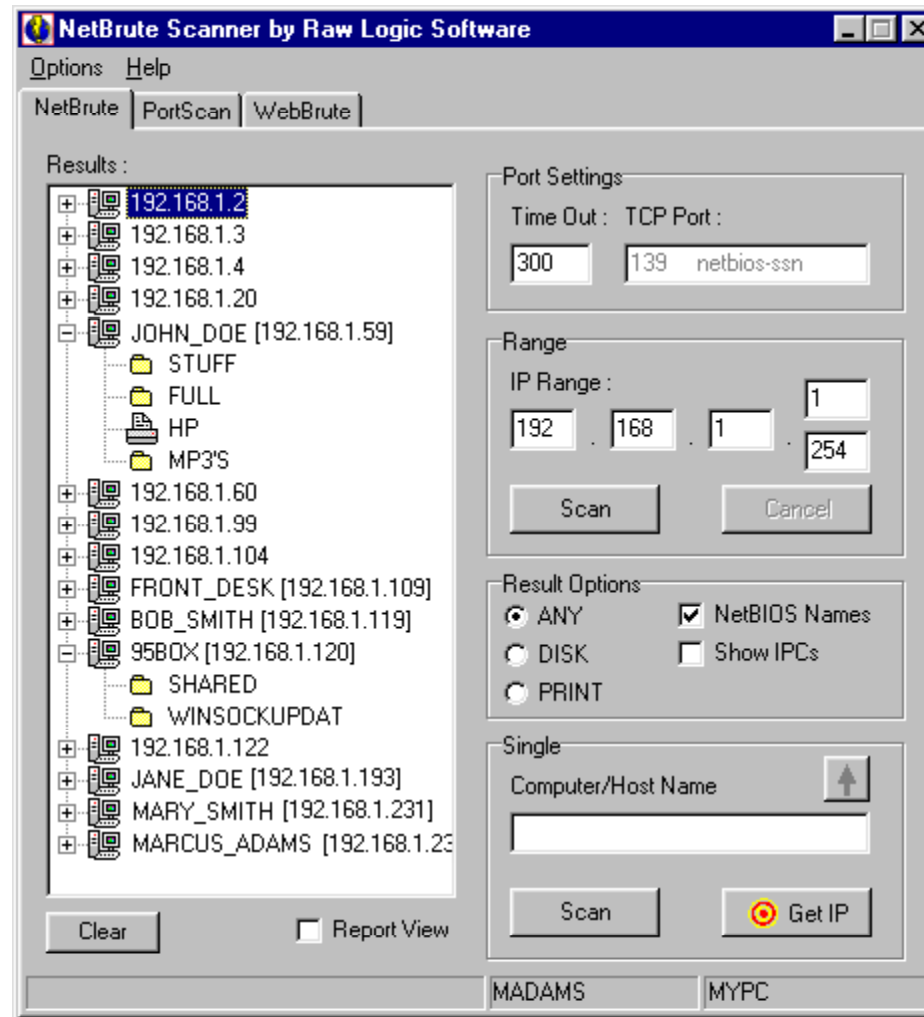 NetBrute Scanner by Raw Logic Software
Options Help
NetBrute PortScan WebBrute
Results :
192.168.1.2
192.168.1.3
192.168.1.4
192.168.1.20
JOHN_DOE [192.168.1.59]
STUFF
FULL
HP
MP3'S
192.168.1.60
192.168.1.99
192.168.1.104
FRONT_DESK [192.168.1.109]
BOB_SMITH [192.168.1.119]
95BOX [192.168.1.120]
SHARED
WINSOCKUPDAT
192.168.1.122
JANE_DOE [192.168.1.193]
MARY_SMITH [192.168.1.231]
MARCUS_ADAMS [192.168.1.23
Clear Report View
Port Settings
Time Out : TCP Port :
300 139 netbios-ssn
Range
IP Range :
1
192 . 168 . 1 .
254
Scan Cancel
Result Options
ANY NetBIOS Names
DISK Show IPCs
PRINT
Single
Computer/Host Name
Scan Get IP
MADAMS MYPC